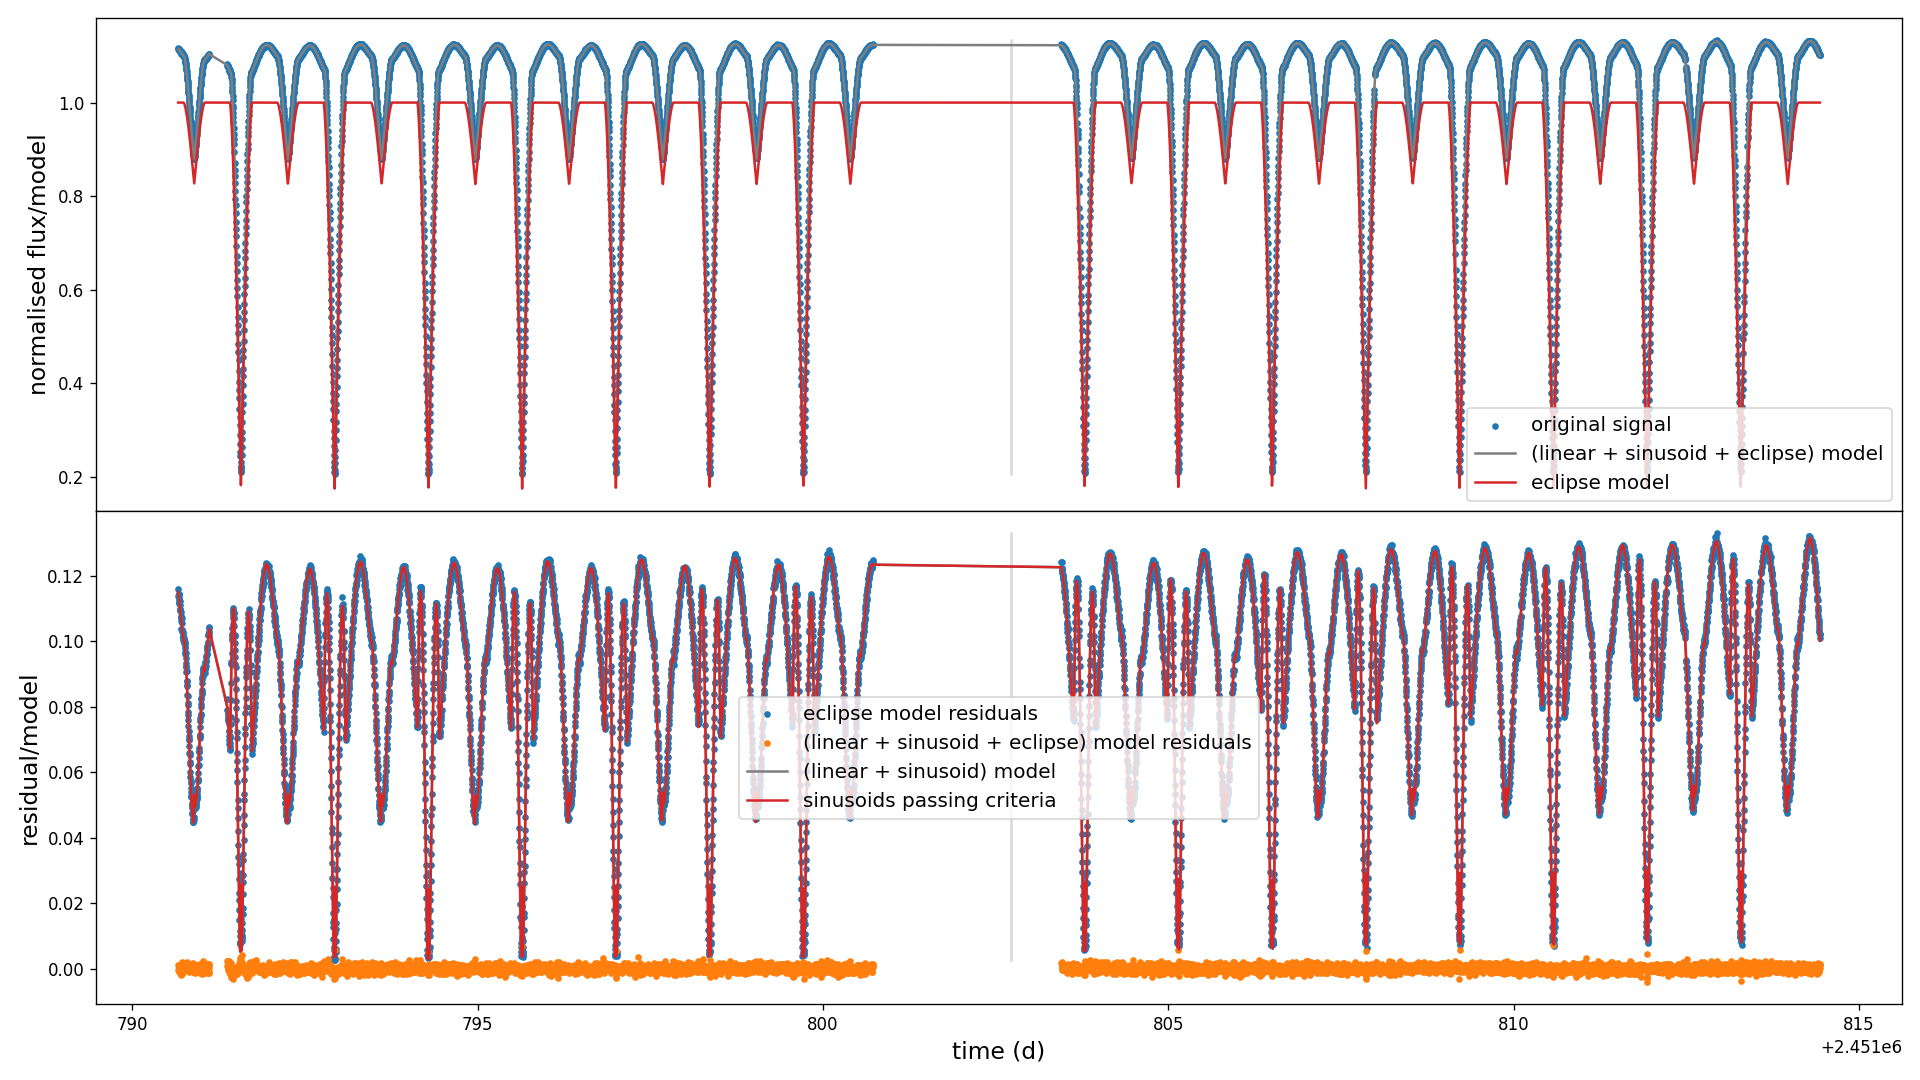 normalised flux/model
1.0
0.8
0.6
0.4
0.2
original signal
(linear + sinusoid + eclipse) model
eclipse model
residual/model
0.12
0.10
0.08
0.06
0.04
0.02
0.00
eclipse model residuals
(linear + sinusoid + eclipse) model residuals
(linear + sinusoid) model
sinusoids passing criteria
790
795
800
805
810
815
time (d)
+2.451e6